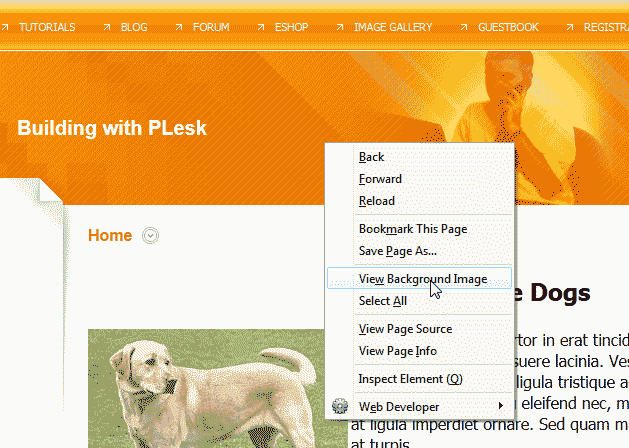 TUTORIALS BLOG FORUM ESHOP IMAGE GALLERY GUESTBOOK REGISTRA
Building with PLesk
Home
Back
Forward
Reload
Bookmark This Page
Save Page As...
View Background Image
Select All
View Page Source
View Page Info
Inspect Element (Q)
Web Developer
e Dogs
rtor in erat tincid
suere lacinia. Ves
ligula tristique a
eleifend nec, m
at ligula imperdiet ornare. Sed quam ma
at turpis